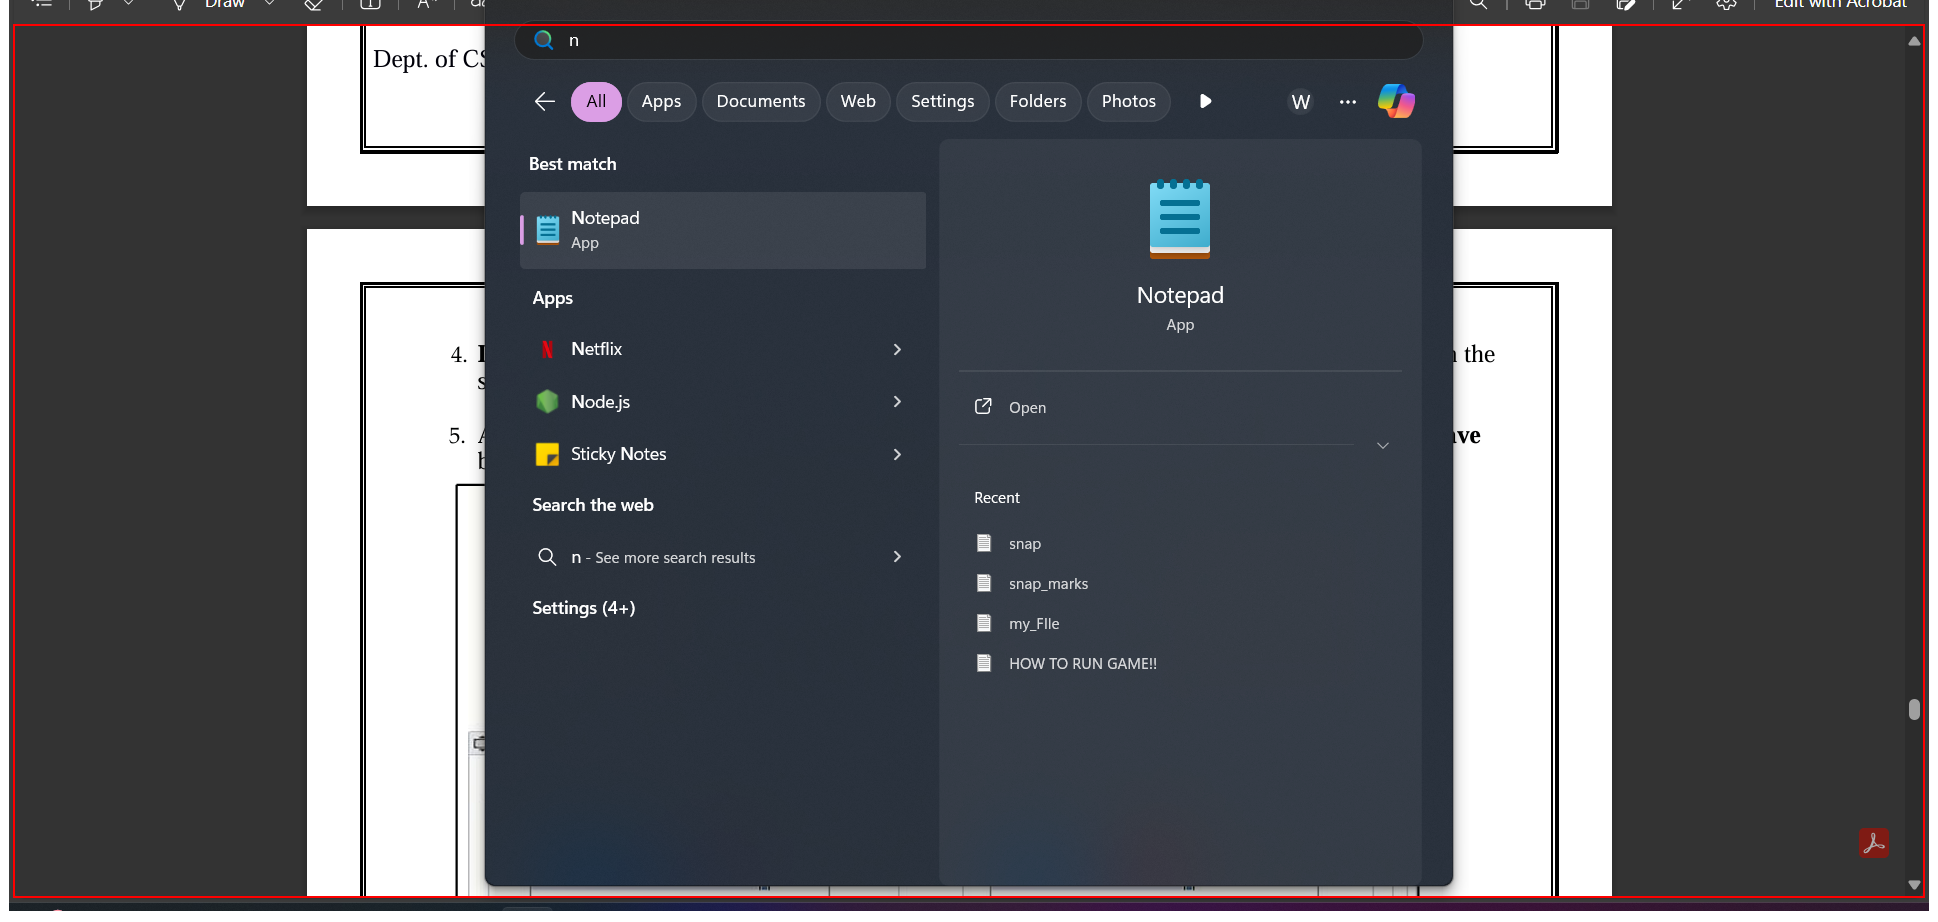 Draw
Edit with Acrobat
n
Dept. of CS
All Apps Documents Web Settings Folders Photos W
Best match
Notepad
App
Apps
Netflix
Node.js
Sticky Notes
Search the web
n - See more search results
Settings (4+)
Notepad
App
Open
Recent
snap
snap_marks
my_FIle
HOW TO RUN GAME!!
4.
the
5.